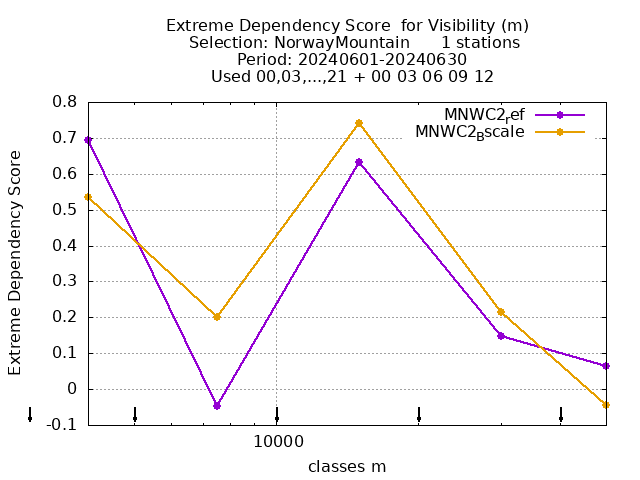 Extreme Dependency Score  for Visibility (m)
Selection: NorwayMountain      1 stations
Period: 20240601-20240630
Used 00,03,...,21 + 00 03 06 09 12
MNWC2ref
MNWC2Bscale
0.8
0.7
0.6
0.5
0.4
0.3
0.2
0.1
0
-0.1
Extreme Dependency Score
10000
classes m